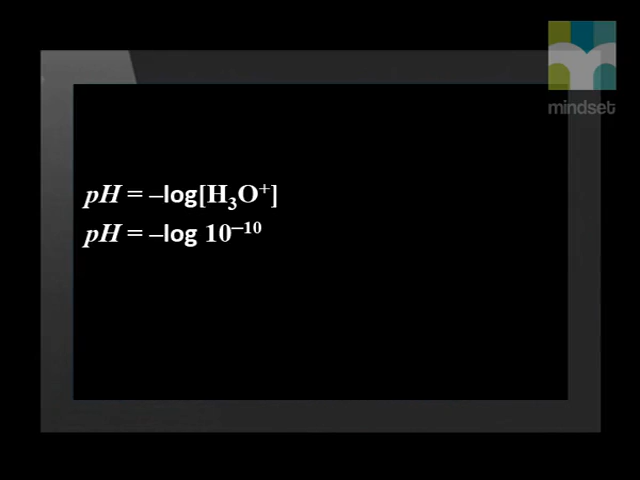 mindset
pH = –log[H₃O⁺]
pH = –log 10⁻¹⁰